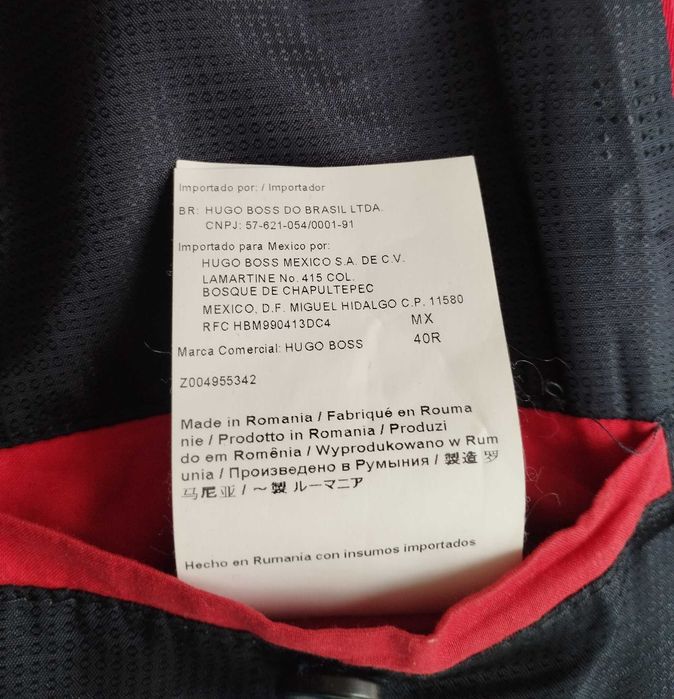 Importado por: / Importador
BR: HUGO BOSS DO BRASIL LTDA.
CNPJ: 57-621-054/0001-91
Importado para Mexico por:
HUGO BOSS MEXICO S.A. DE C.V.
LAMARTINE No. 415 COL.
BOSQUE DE CHAPULTEPEC
MEXICO, D.F. MIGUEL HIDALGO C.P. 11580
RFC HBM990413DC4 MX
Marca Comercial: HUGO BOSS 40R
Z004955342
Made in Romania / Fabriqué en Rouma
nie / Prodotto in Romania / Produzi
do em Romênia / Wyprodukowano w Rum
unia / Произведено в Румыния / 製造 罗
马尼亚 / ～製 ルーマニア
Hecho en Rumania con insumos importados